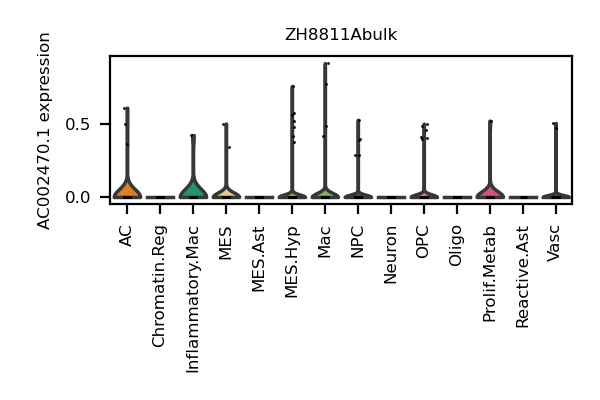 ZH8811Abulk
AC002470.1 expression
0.5
0.0
AC
Chromatin.Reg
Inflammatory.Mac
MES
MES.Ast
MES.Hyp
Mac
NPC
Neuron
OPC
Oligo
Prolif.Metab
Reactive.Ast
Vasc